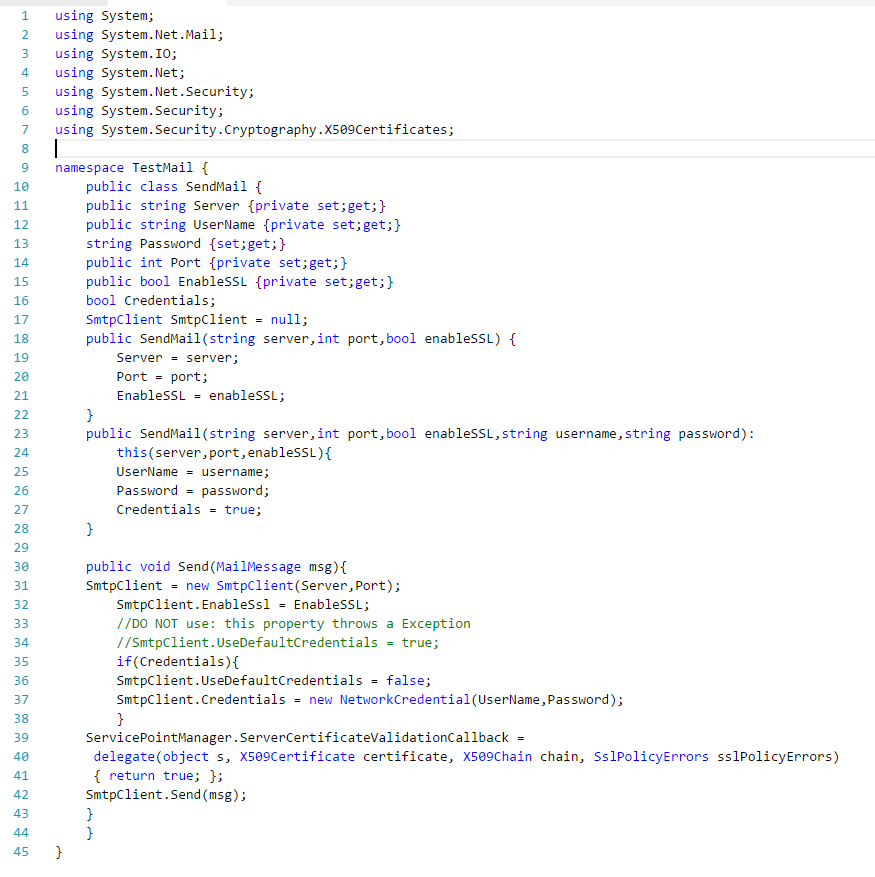 1 using System;
2 using System.Net.Mail;
3 using System.IO;
4 using System.Net;
5 using System.Net.Security;
6 using System.Security;
7 using System.Security.Cryptography.X509Certificates;
8
9 namespace TestMail {
10     public class SendMail {
11     public string Server {private set;get;}
12     public string UserName {private set;get;}
13     string Password {set;get;}
14     public int Port {private set;get;}
15     public bool EnableSSL {private set;get;}
16     bool Credentials;
17     SmtpClient SmtpClient = null;
18     public SendMail(string server,int port,bool enableSSL) {
19         Server = server;
20         Port = port;
21         EnableSSL = enableSSL;
22     }
23     public SendMail(string server,int port,bool enableSSL,string username,string password):
24         this(server,port,enableSSL){
25         UserName = username;
26         Password = password;
27         Credentials = true;
28     }
29
30     public void Send(MailMessage msg){
31     SmtpClient = new SmtpClient(Server,Port);
32         SmtpClient.EnableSsl = EnableSSL;
33         //DO NOT use: this property throws a Exception
34         //SmtpClient.UseDefaultCredentials = true;
35         if(Credentials){
36         SmtpClient.UseDefaultCredentials = false;
37         SmtpClient.Credentials = new NetworkCredential(UserName,Password);
38         }
39     ServicePointManager.ServerCertificateValidationCallback =
40      delegate(object s, X509Certificate certificate, X509Chain chain, SslPolicyErrors sslPolicyErrors)
41      { return true; };
42     SmtpClient.Send(msg);
43     }
44     }
45 }